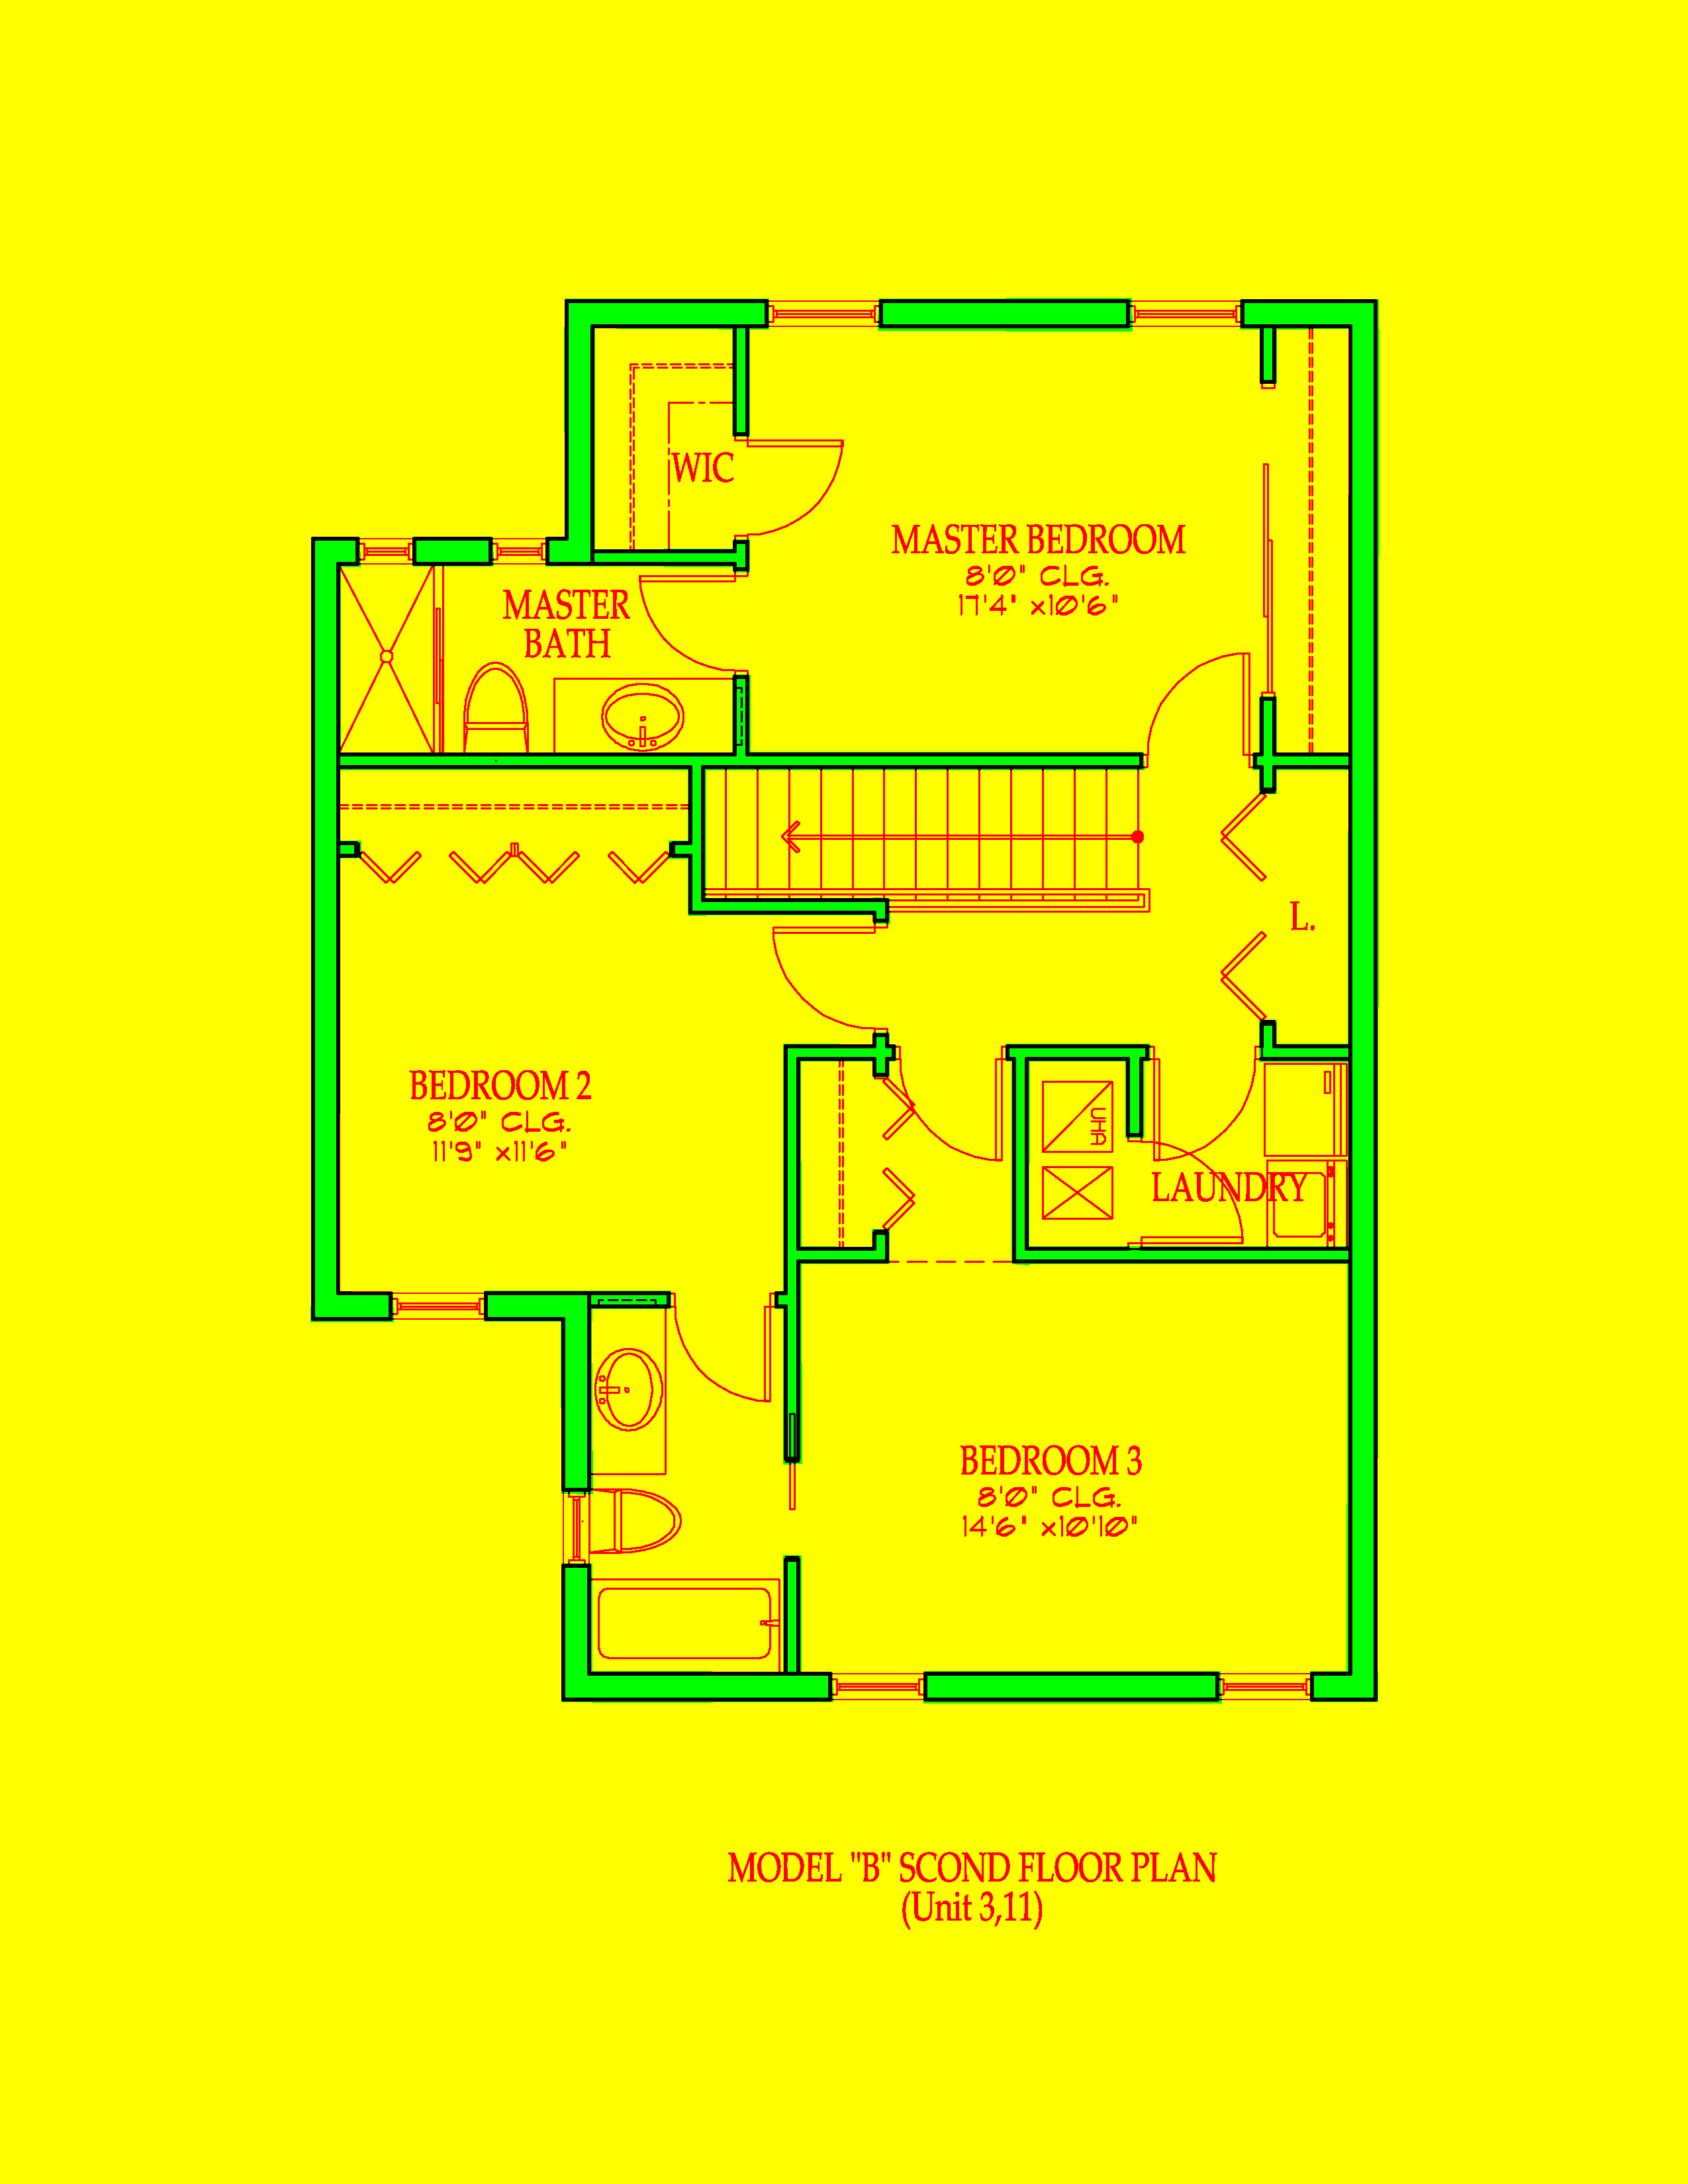 WIC
MASTER BEDROOM
8'0" CLG.
17'4" x10'6"
MASTER
BATH
L.
BEDROOM 2
8'0" CLG.
11'9" x11'6"
UHA
LAUNDRY
BEDROOM 3
8'0" CLG.
14'6" x10'10"
MODEL "B" SCOND FLOOR PLAN
(Unit 3,11)